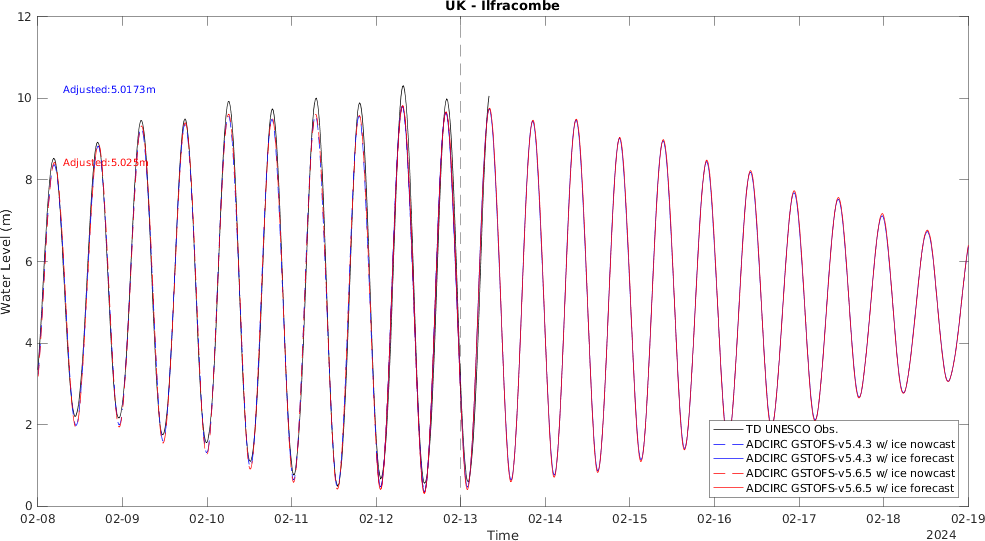 UK - Ilfracombe
12
10
8
6
4
2
0
Water Level (m)
Adjusted:5.0173m
Adjusted:5.025m
TD UNESCO Obs.
ADCIRC GSTOFS-v5.4.3 w/ ice nowcast
ADCIRC GSTOFS-v5.4.3 w/ ice forecast
ADCIRC GSTOFS-v5.6.5 w/ ice nowcast
ADCIRC GSTOFS-v5.6.5 w/ ice forecast
02-08 02-09 02-10 02-11 02-12 02-13 02-14 02-15 02-16 02-17 02-18 02-19
Time
2024